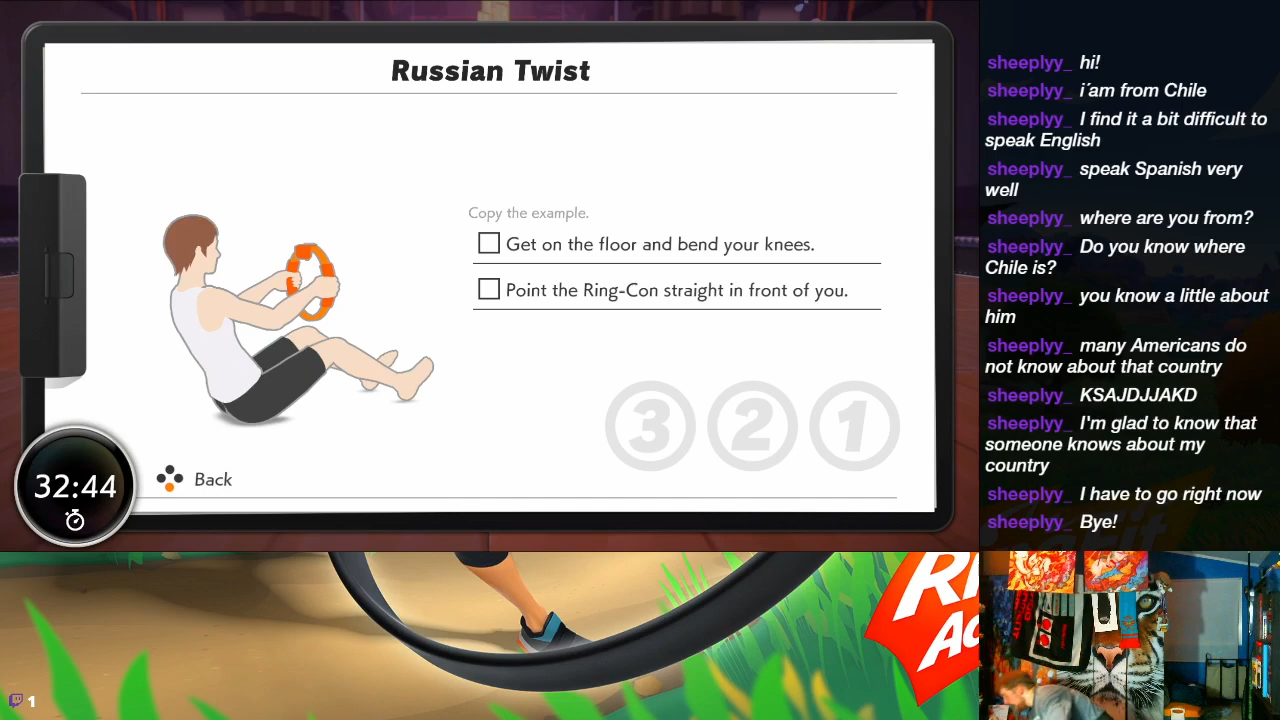 Russian Twist
Copy the example.
Get on the floor and bend your knees.
Point the Ring-Con straight in front of you.
3 2 1
32:44
Back
1
sheeplyy_ hi!
sheeplyy_ i´am from Chile
sheeplyy_ I find it a bit difficult to
speak English
sheeplyy_ speak Spanish very
well
sheeplyy_ where are you from?
sheeplyy_ Do you know where
Chile is?
sheeplyy_ you know a little about
him
sheeplyy_ many Americans do
not know about that country
sheeplyy_ KSAJDJJAKD
sheeplyy_ I'm glad to know that
someone knows about my
country
sheeplyy_ I have to go right now
sheeplyy_ Bye!